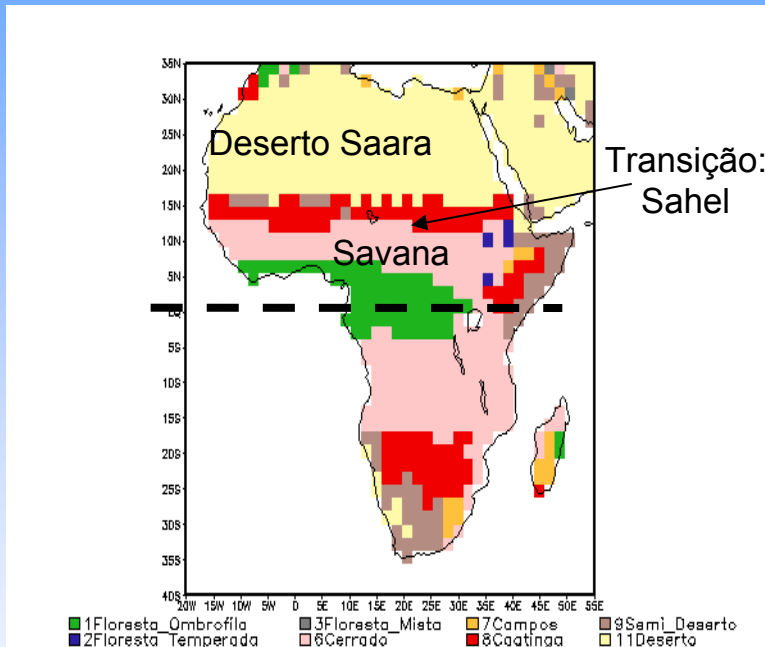 35N
30N
25N
20N
15N
10N
5N
EQ
5S
10S
15S
20S
25S
30S
35S
40S
Deserto Saara
Transição:
Sahel
Savana
20W 15W 10W 5W 0 5E 10E 15E 20E 25E 30E 35E 40E 45E 50E 55E
1Floresta_Ombrofila 3Floresta_Mista 7Campos 9Semi_Deserto
2Floresta_Temperada 6Cerrado 8Caatinga 11Deserto